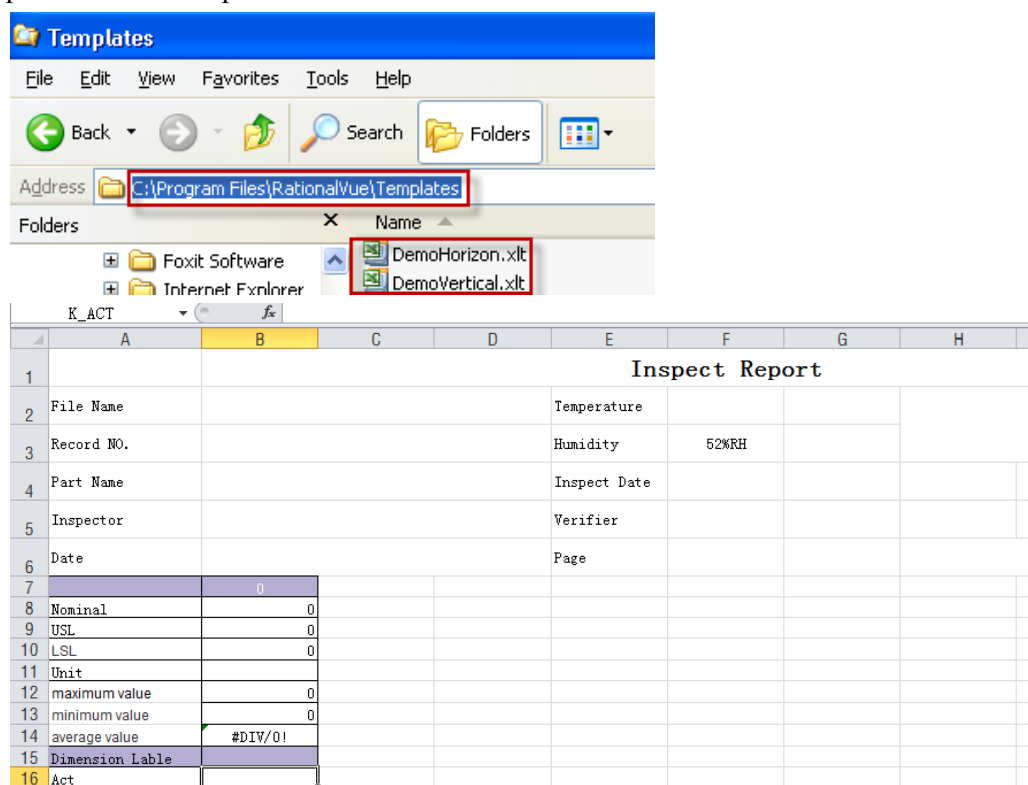 Templates
File Edit View Favorites Tools Help
Back Search Folders
Address C:\Program Files\RationalVue\Templates
Folders X Name
Foxit Software DemoHorizon.xlt
Internet Explorer DemoVertical.xlt
K_ACT fx
A B C D E F G H
1 Inspect Report
2 File Name Temperature
3 Record NO. Humidity 52%RH
4 Part Name Inspect Date
5 Inspector Verifier
6 Date Page
7 0
8 Nominal 0
9 USL 0
10 LSL 0
11 Unit
12 maximum value 0
13 minimum value 0
14 average value #DIV/0!
15 Dimension Lable
16 Act